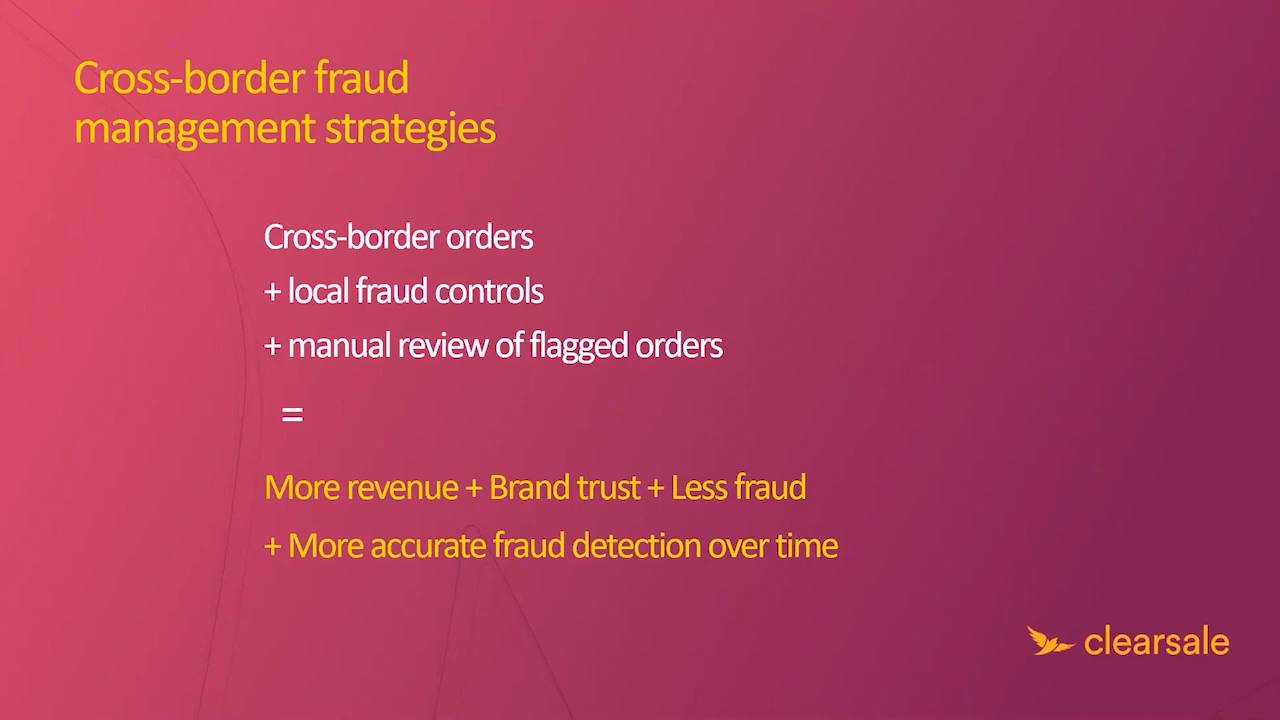 Cross-border fraud
management strategies
Cross-border orders
+ local fraud controls
+ manual review of flagged orders
=
More revenue + Brand trust + Less fraud
+ More accurate fraud detection over time
clearsale